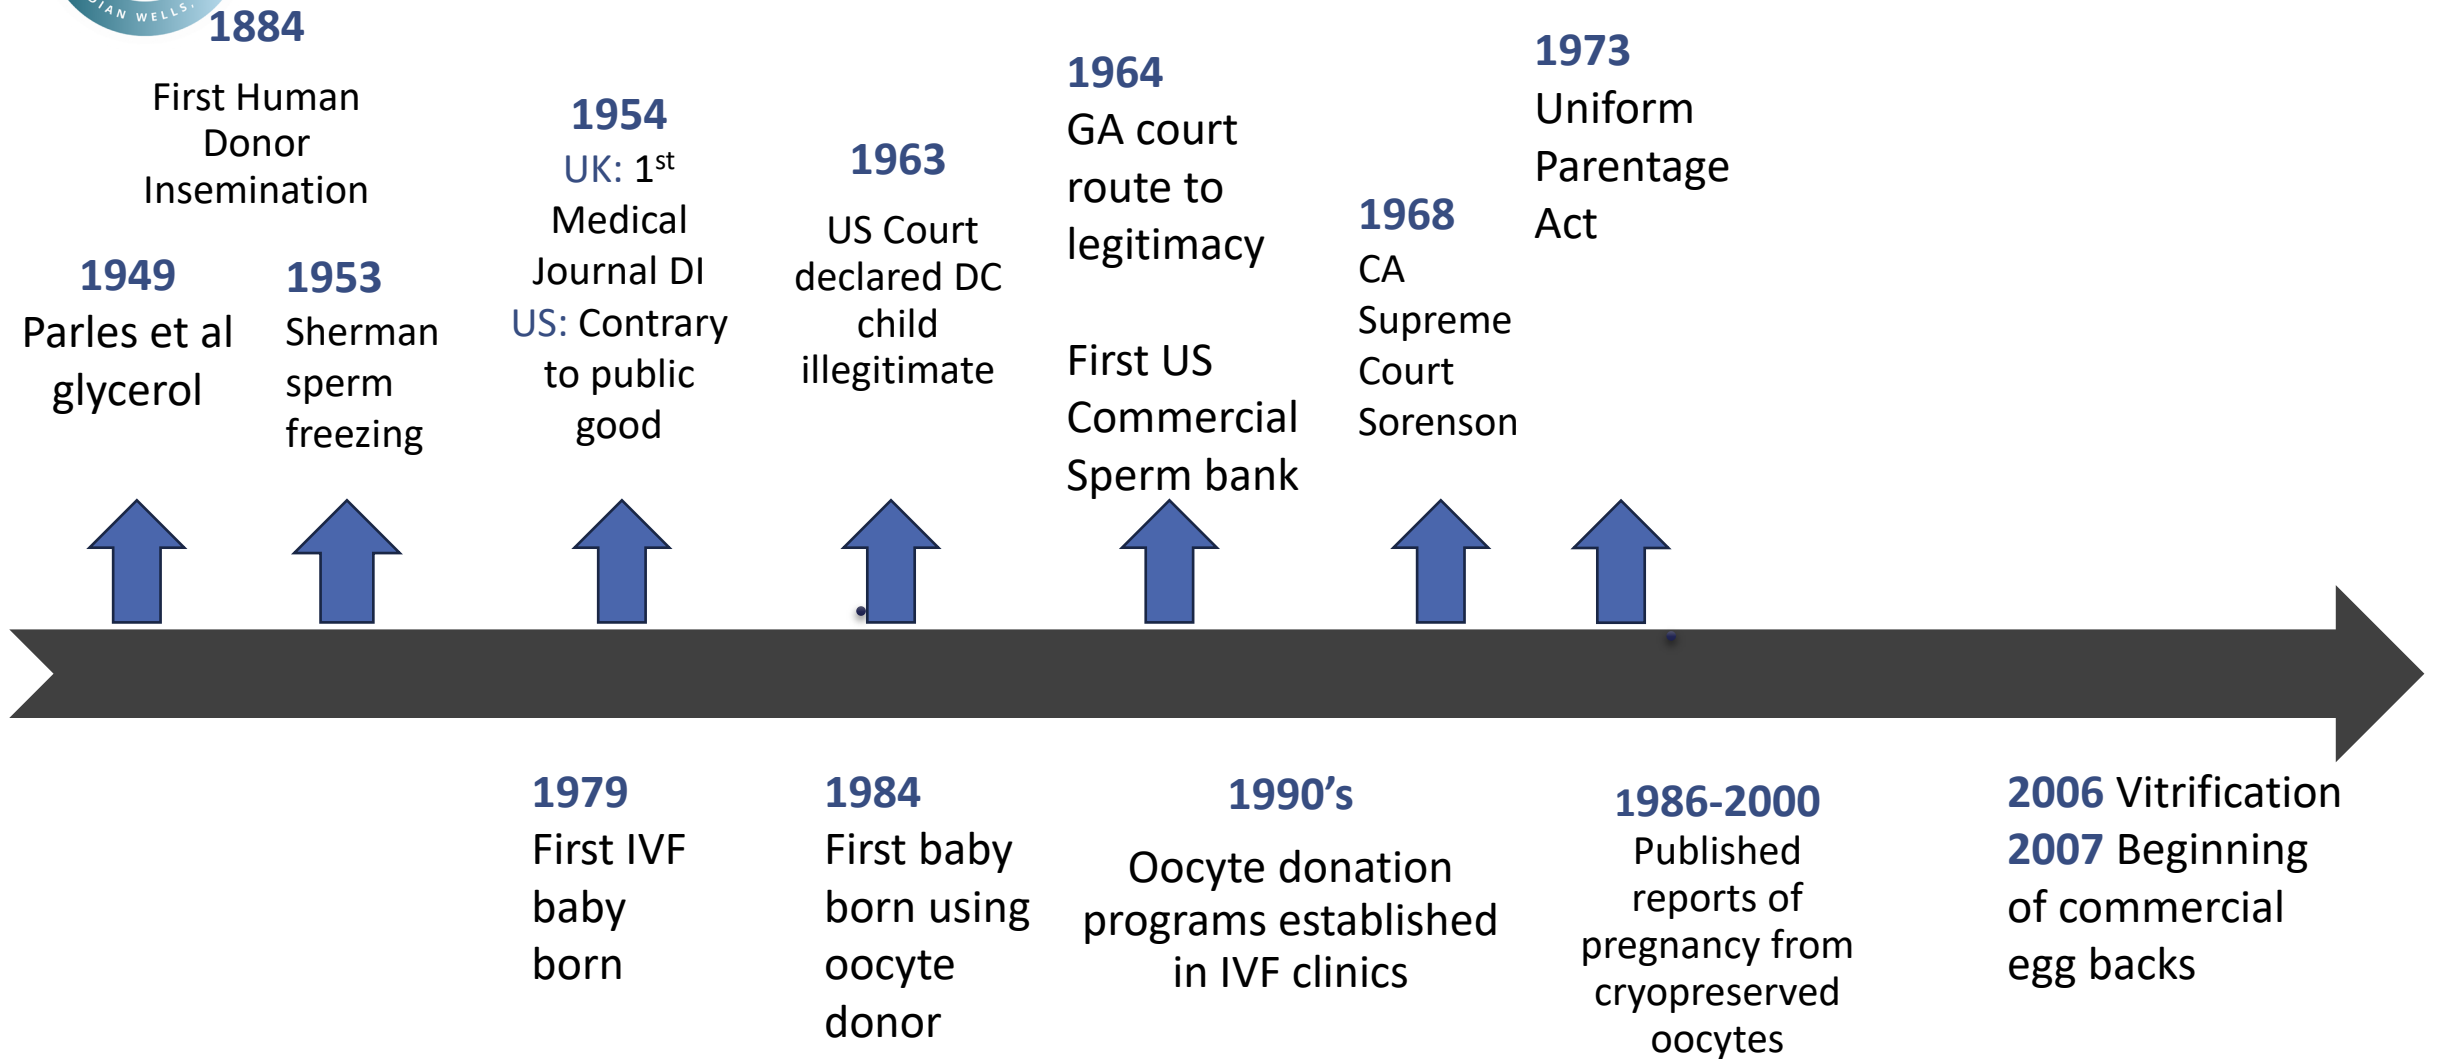 DIAN WELLS,
1884
First Human
Donor
Insemination
1949
Parles et al
glycerol
1953
Sherman
sperm
freezing
1954
UK: 1st
Medical
Journal DI
US: Contrary
to public
good
1963
US Court
declared DC
child
illegitimate
1964
GA court
route to
legitimacy
First US
Commercial
Sperm bank
1968
CA
Supreme
Court
Sorenson
1973
Uniform
Parentage
Act
1979
First IVF
baby
born
1984
First baby
born using
oocyte
donor
1990’s
Oocyte donation
programs established
in IVF clinics
1986-2000
Published
reports of
pregnancy from
cryopreserved
oocytes
2006 Vitrification
2007 Beginning
of commercial
egg backs